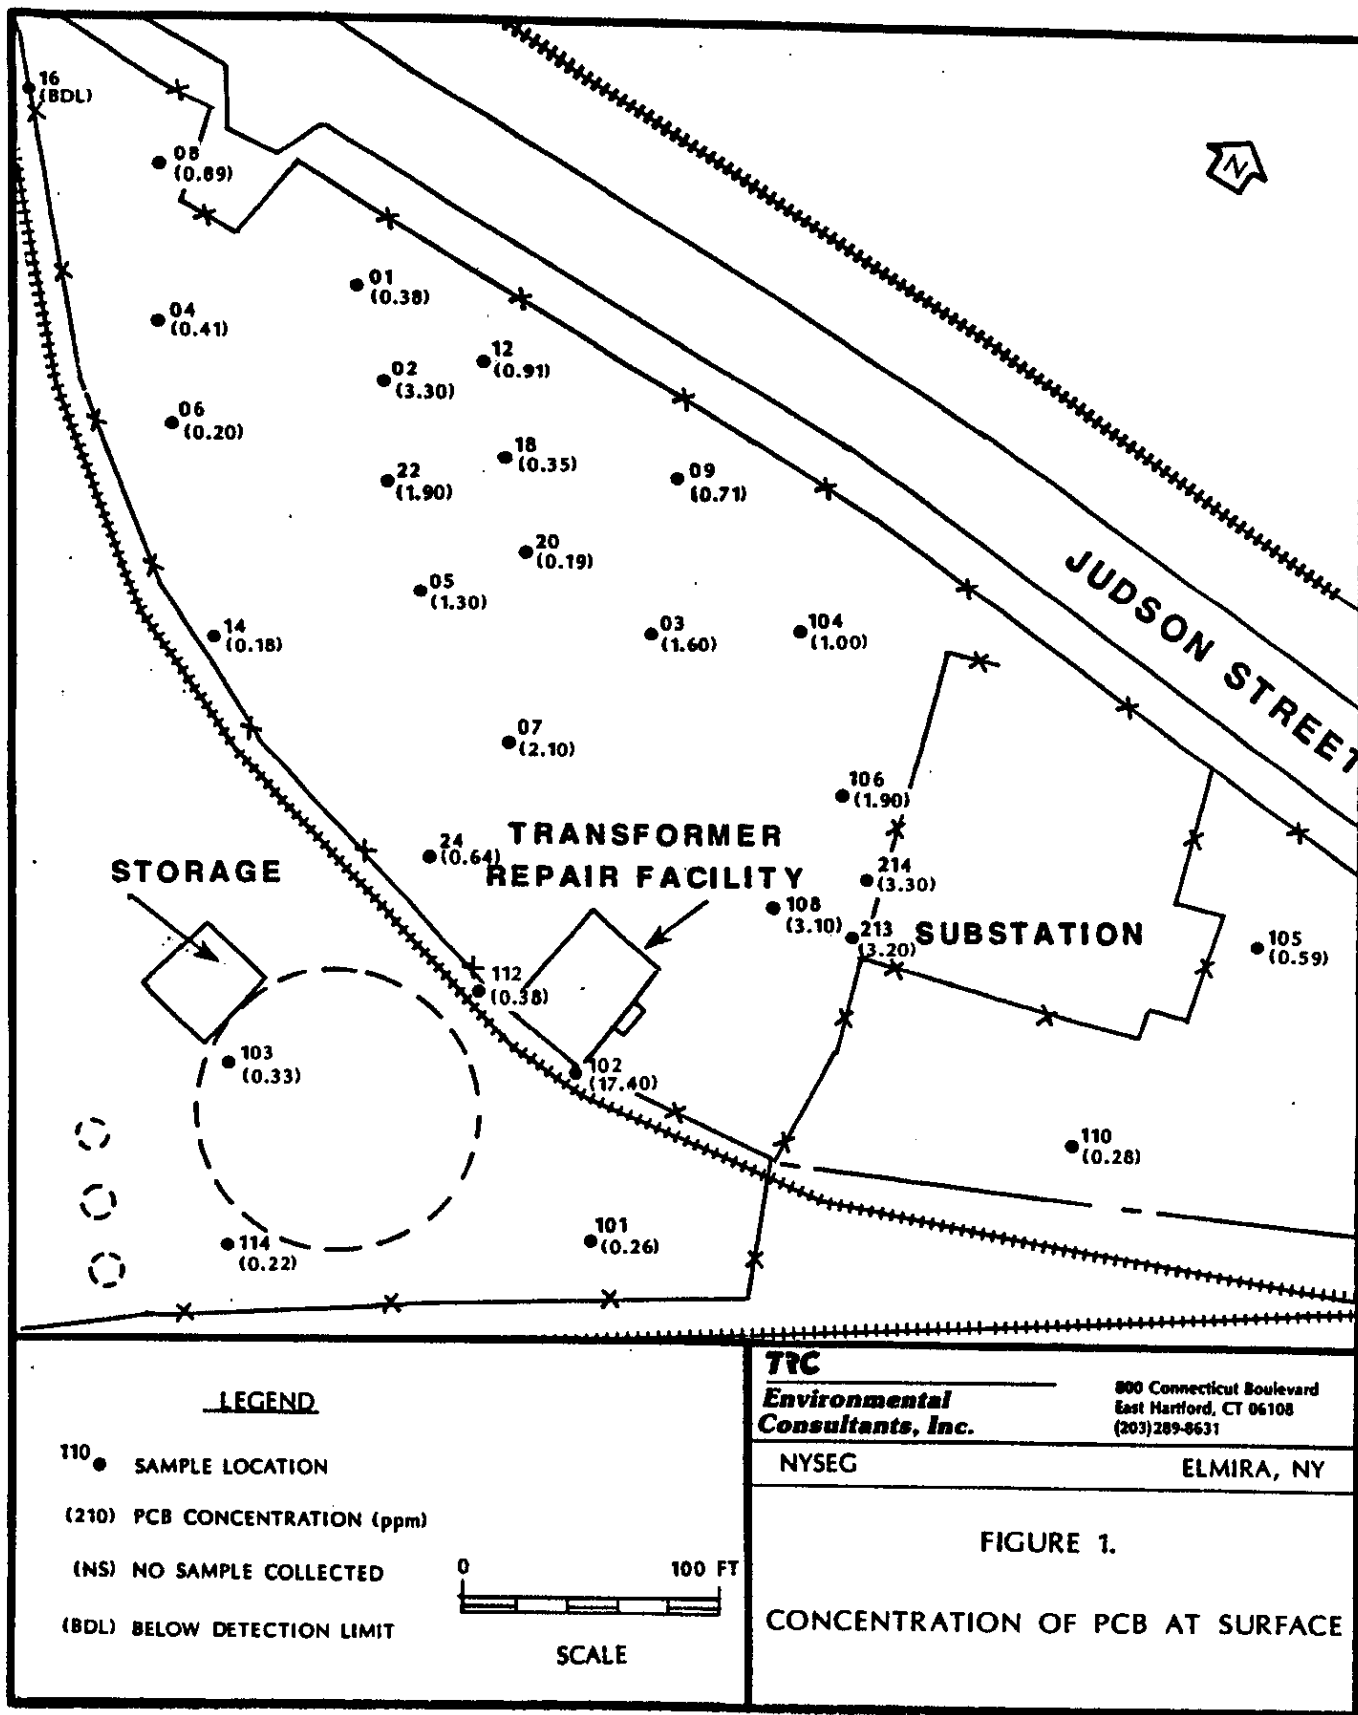 16
(BDL)
08
(0.89)
N
01
(0.38)
04
(0.41)
12
(0.91)
02
(3.30)
06
(0.20)
18
(0.35)
22
(1.90)
09
(0.71)
20
(0.19)
05
(1.30)
JUDSON STREET
14
(0.18)
03
(1.60)
104
(1.00)
07
(2.10)
106
(1.90)
24
(0.64)
TRANSFORMER
REPAIR FACILITY
STORAGE
214
(3.30)
108
(3.10)
213
(3.20)
SUBSTATION
105
(0.59)
112
(0.38)
103
(0.33)
102
(17.40)
110
(0.28)
114
(0.22)
101
(0.26)
LEGEND
110 SAMPLE LOCATION
(210) PCB CONCENTRATION (ppm)
(NS) NO SAMPLE COLLECTED
(BDL) BELOW DETECTION LIMIT
0 100 FT
SCALE
TRC
Environmental
Consultants, Inc.
800 Connecticut Boulevard
East Hartford, CT 06108
(203)289-8631
NYSEG ELMIRA, NY
FIGURE 1.
CONCENTRATION OF PCB AT SURFACE